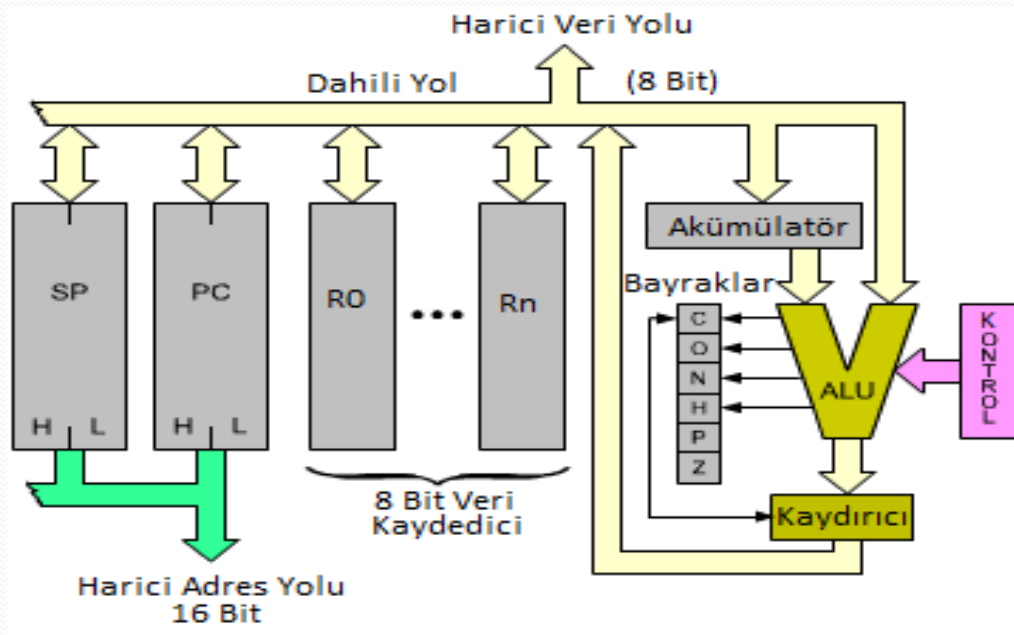 Harici Veri Yolu
Dahili Yol
(8 Bit)
SP
H L
PC
H L
R0
...
Rn
8 Bit Veri
Kaydedici
Harici Adres Yolu
16 Bit
Akümülatör
Bayraklar
C
O
N
H
P
Z
ALU
KONTROL
Kaydırıcı